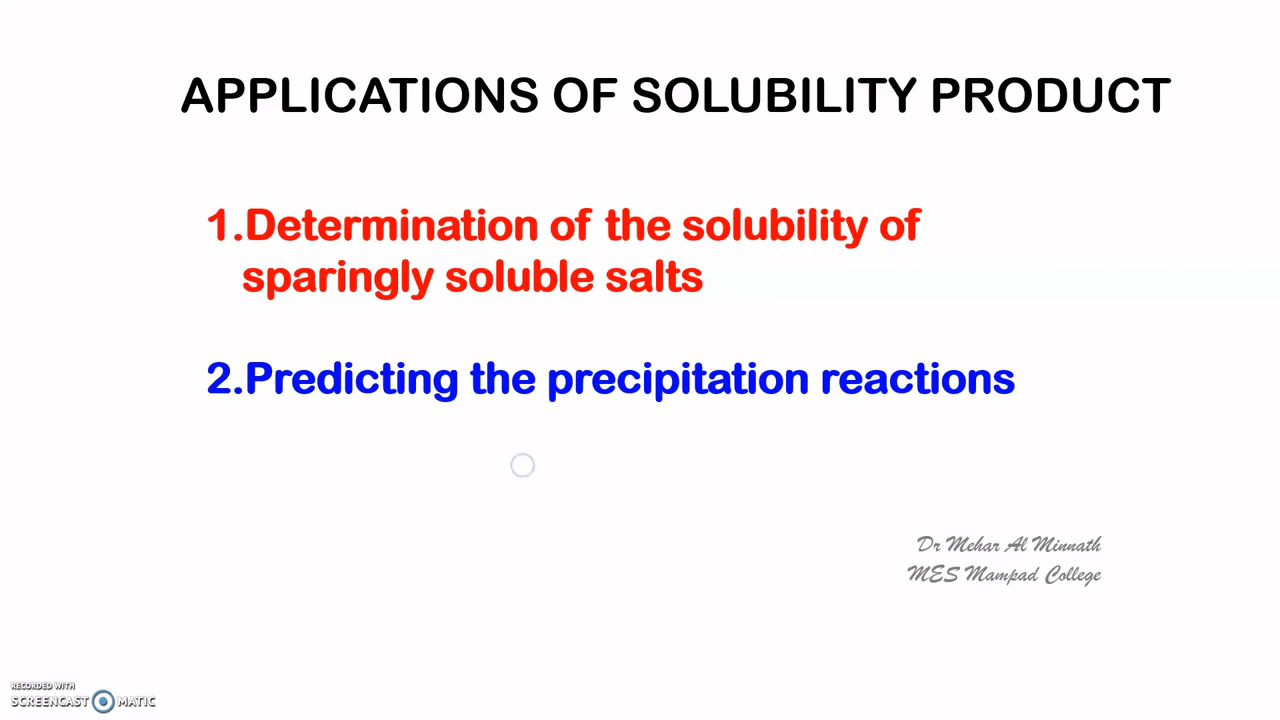 APPLICATIONS OF SOLUBILITY PRODUCT
1.Determination of the solubility of
sparingly soluble salts
2.Predicting the precipitation reactions
Dr Mehar Al Minnath
MES Mampad College
RECORDED WITH
SCREENCAST MATIC